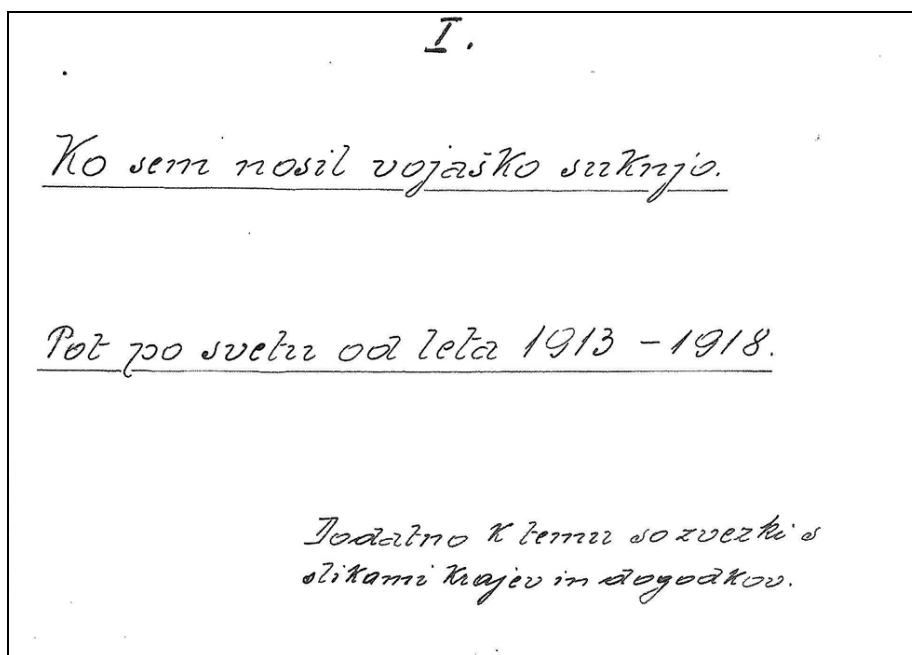 I.
Ko sem nosil vojaško suknjo.
Pot po svetu od leta 1913 - 1918.
Dodatno k temu so zvezki s
slikami krajev in dogodkov.